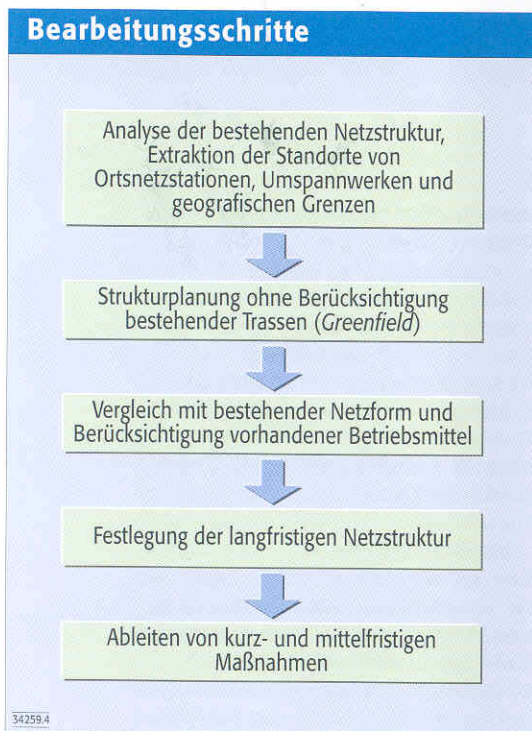 Bearbeitungsschritte
Analyse der bestehenden Netzstruktur,
Extraktion der Standorte von
Ortsnetzstationen, Umspannwerken und
geografischen Grenzen
Strukturplanung ohne Berücksichtigung
bestehender Trassen (Greenfield)
Vergleich mit bestehender Netzform und
Berücksichtigung vorhandener Betriebsmittel
Festlegung der langfristigen Netzstruktur
Ableiten von kurz- und mittelfristigen
Maßnahmen
34259.4